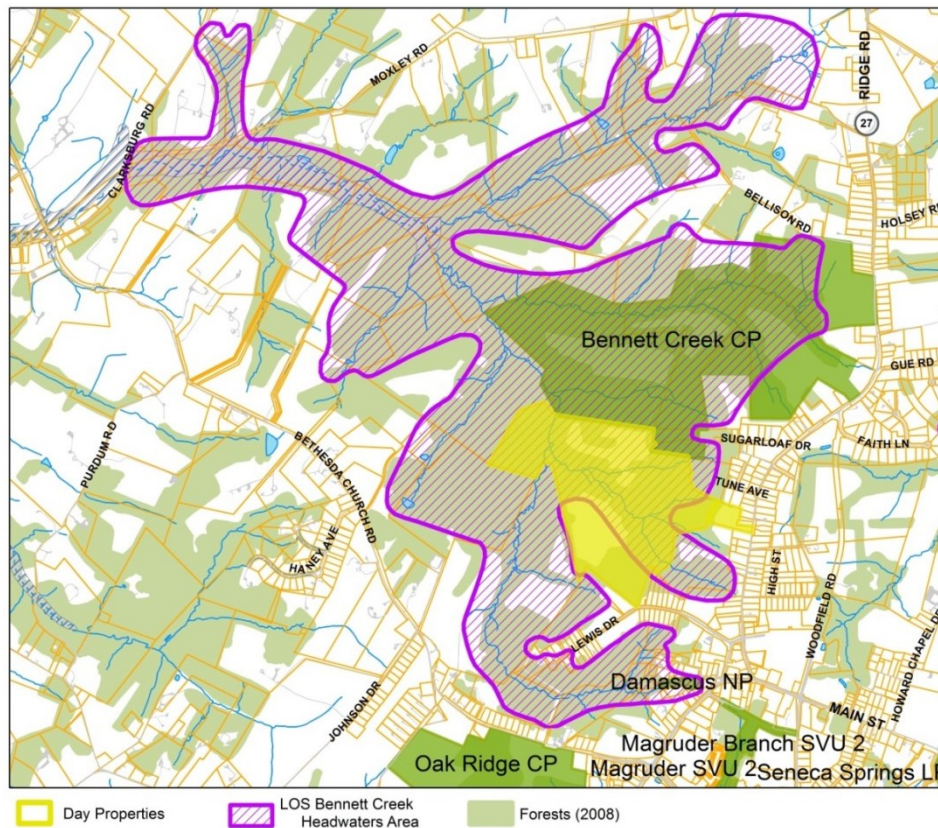 MOXLEY RD
RIDGE RD
27
CLARKSBURG RD
BELLISON RD
HOLSEY RD
Bennett Creek CP
GUE RD
SUGARLOAF DR
FAITH LN
PURDUM RD
BETHESDA CHURCH RD
TUNE AVE
HANEY AVE
HIGH ST
WOODFIELD RD
LEWIS DR
HOWARD CHAPEL DR
Damascus NP
JOHNSON DR
MAIN ST
Magruder Branch SVU 2
Oak Ridge CP
Magruder SVU 2
Seneca Springs LP
Day Properties
LOS Bennett Creek
Headwaters Area
Forests (2008)